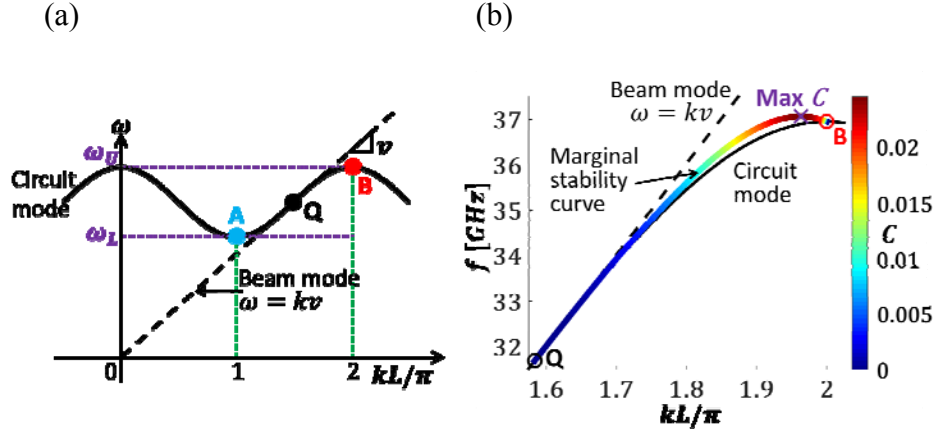 (a)
(b)
ω
ω_U
v
Circuit
mode
B
A
Q
ω_L
Beam mode
ω = kv
0
1
2
kL/π
Beam mode
ω = kv
Max C
37
B
36
Marginal
stability
curve
Circuit
mode
35
f [GHz]
34
33
32
Q
1.6
1.7
1.8
1.9
2
kL/π
0.02
0.015
C
0.01
0.005
0